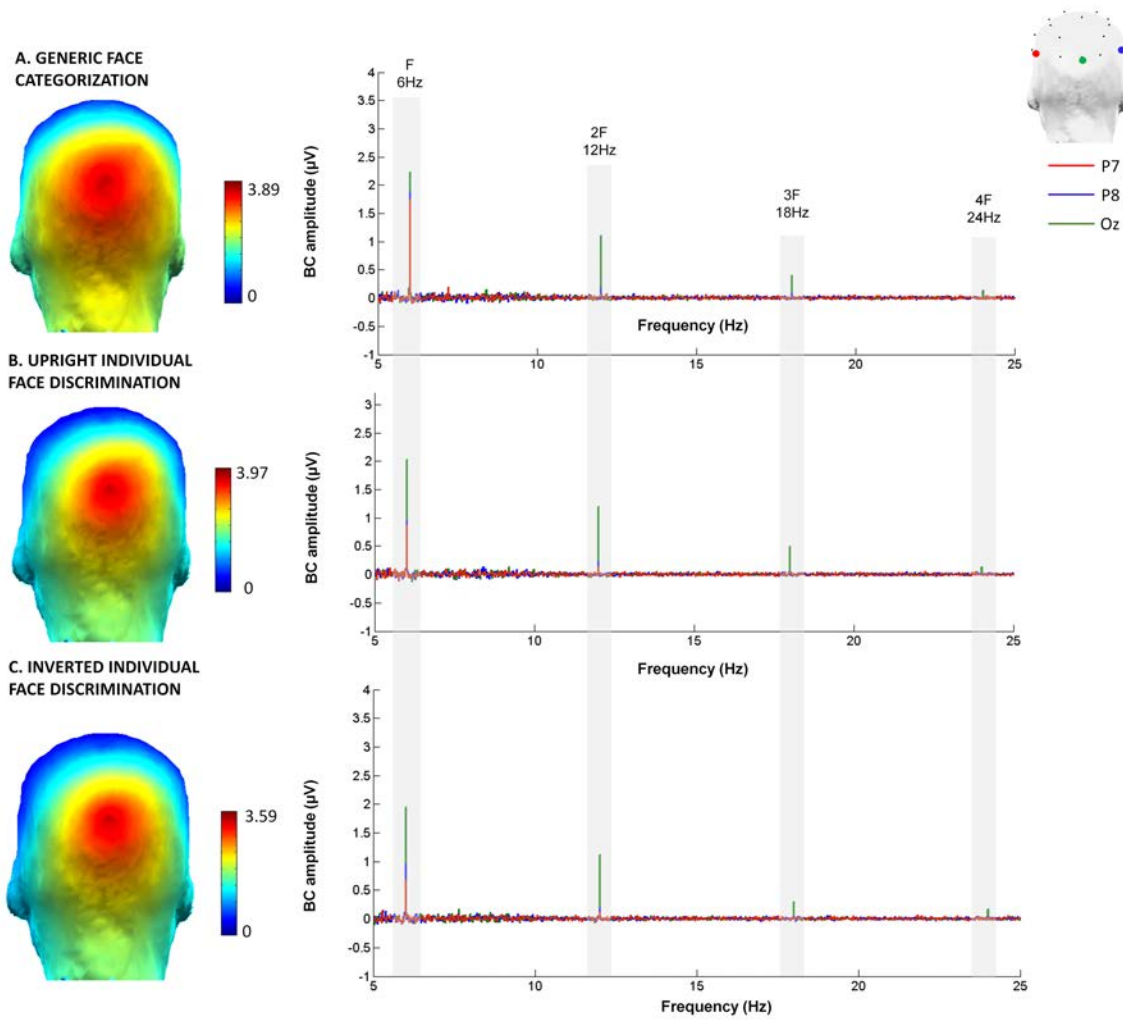 A. GENERIC FACE
CATEGORIZATION
3.89
0
BC amplitude (µV)
4
3.5
3
2.5
2
1.5
1
0.5
0
-0.5
-1
F
6Hz
2F
12Hz
3F
18Hz
4F
24Hz
Frequency (Hz)
5
10
15
20
25
P7
P8
Oz
B. UPRIGHT INDIVIDUAL
FACE DISCRIMINATION
3.97
0
BC amplitude (µV)
3
2.5
2
1.5
1
0.5
0
-0.5
-1
5
10
15
20
25
Frequency (Hz)
C. INVERTED INDIVIDUAL
FACE DISCRIMINATION
3.59
0
BC amplitude (µV)
4
3.5
3
2.5
2
1.5
1
0.5
0
-0.5
-1
5
10
15
20
25
Frequency (Hz)